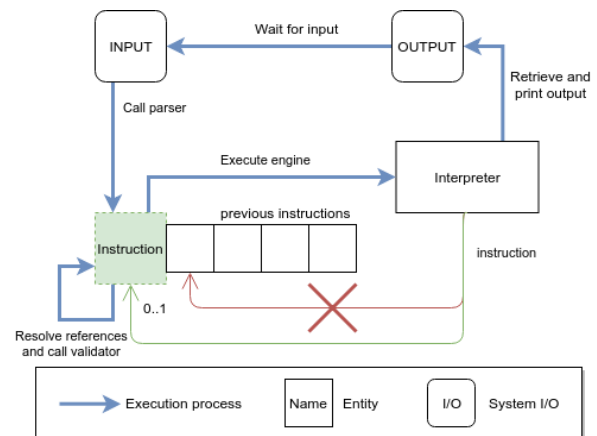 INPUT
Wait for input
OUTPUT
Retrieve and
print output
Call parser
Execute engine
Interpreter
previous instructions
Instruction
instruction
0..1
Resolve references
and call validator
Execution process
Name
Entity
I/O
System I/O